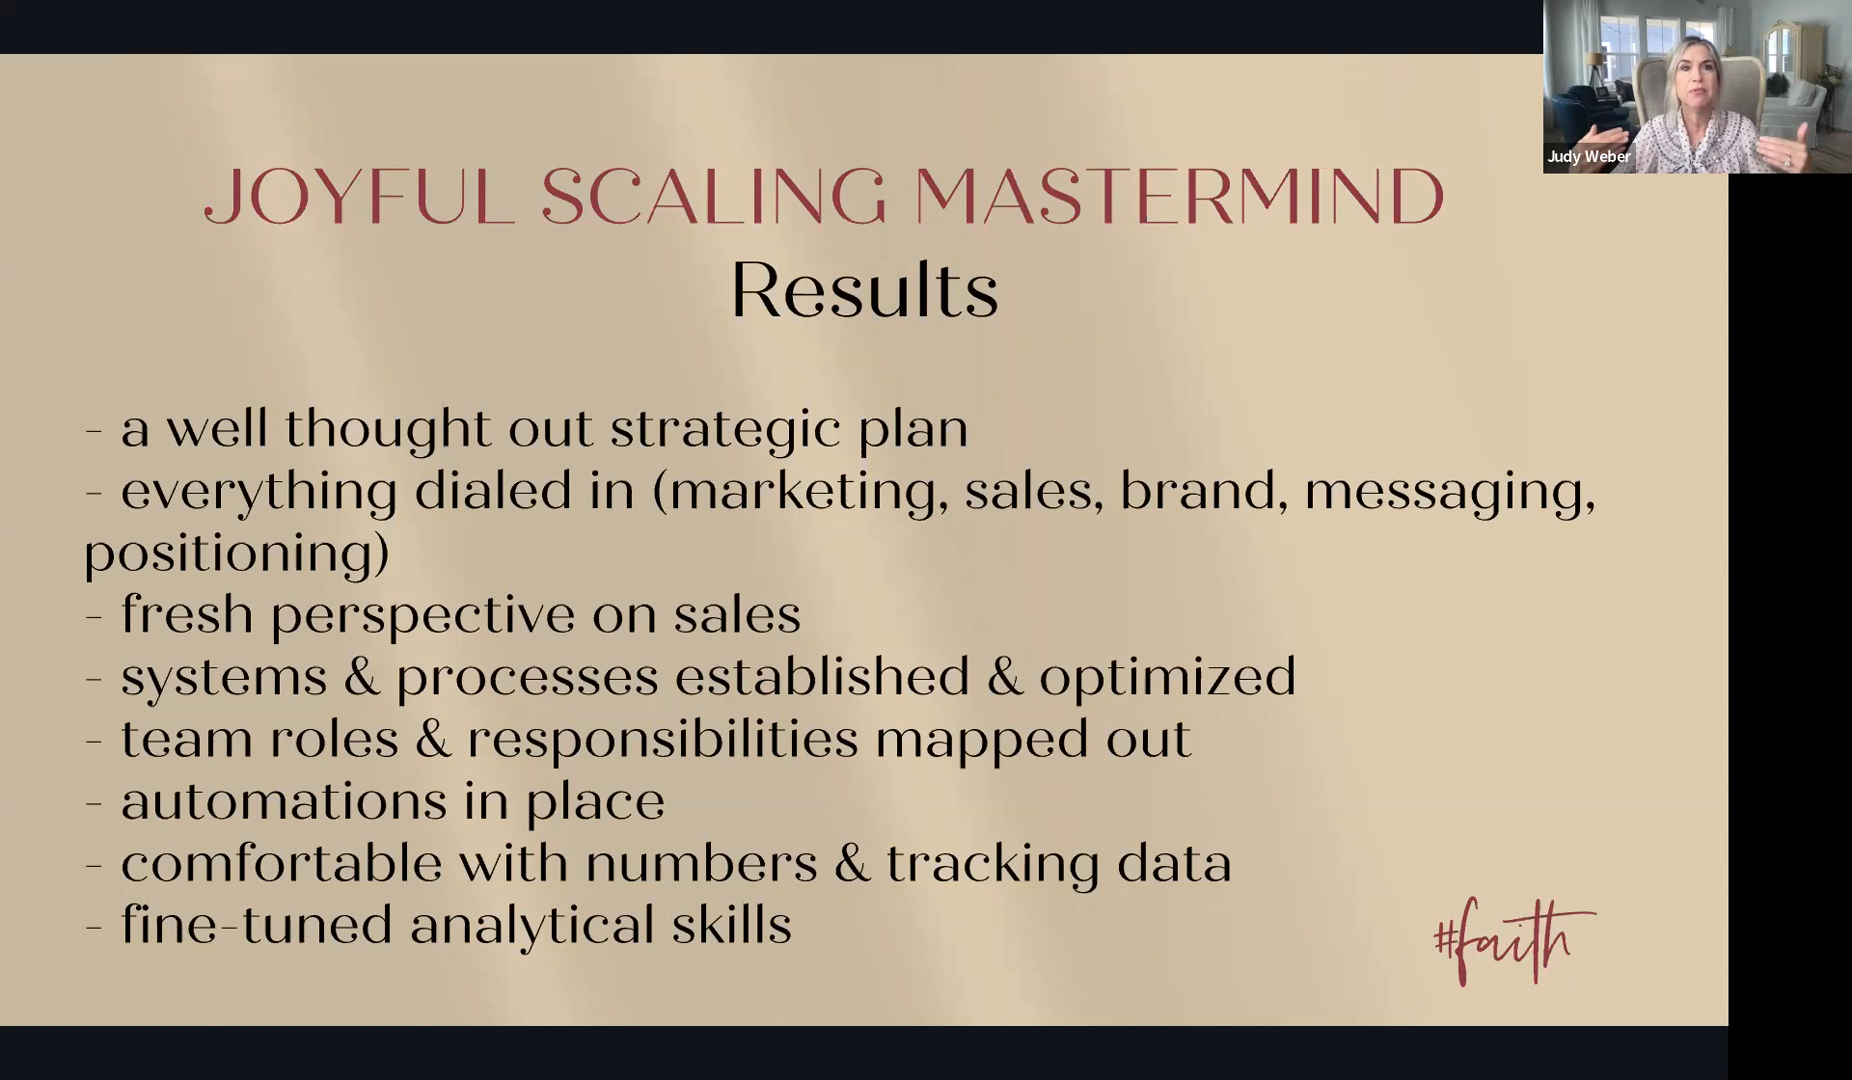 JOYFUL SCALING MASTERMIND
Results
- a well thought out strategic plan
- everything dialed in (marketing, sales, brand, messaging,
positioning)
- fresh perspective on sales
- systems & processes established & optimized
- team roles & responsibilities mapped out
- automations in place
- comfortable with numbers & tracking data
- fine-tuned analytical skills
#faith
Judy Weber